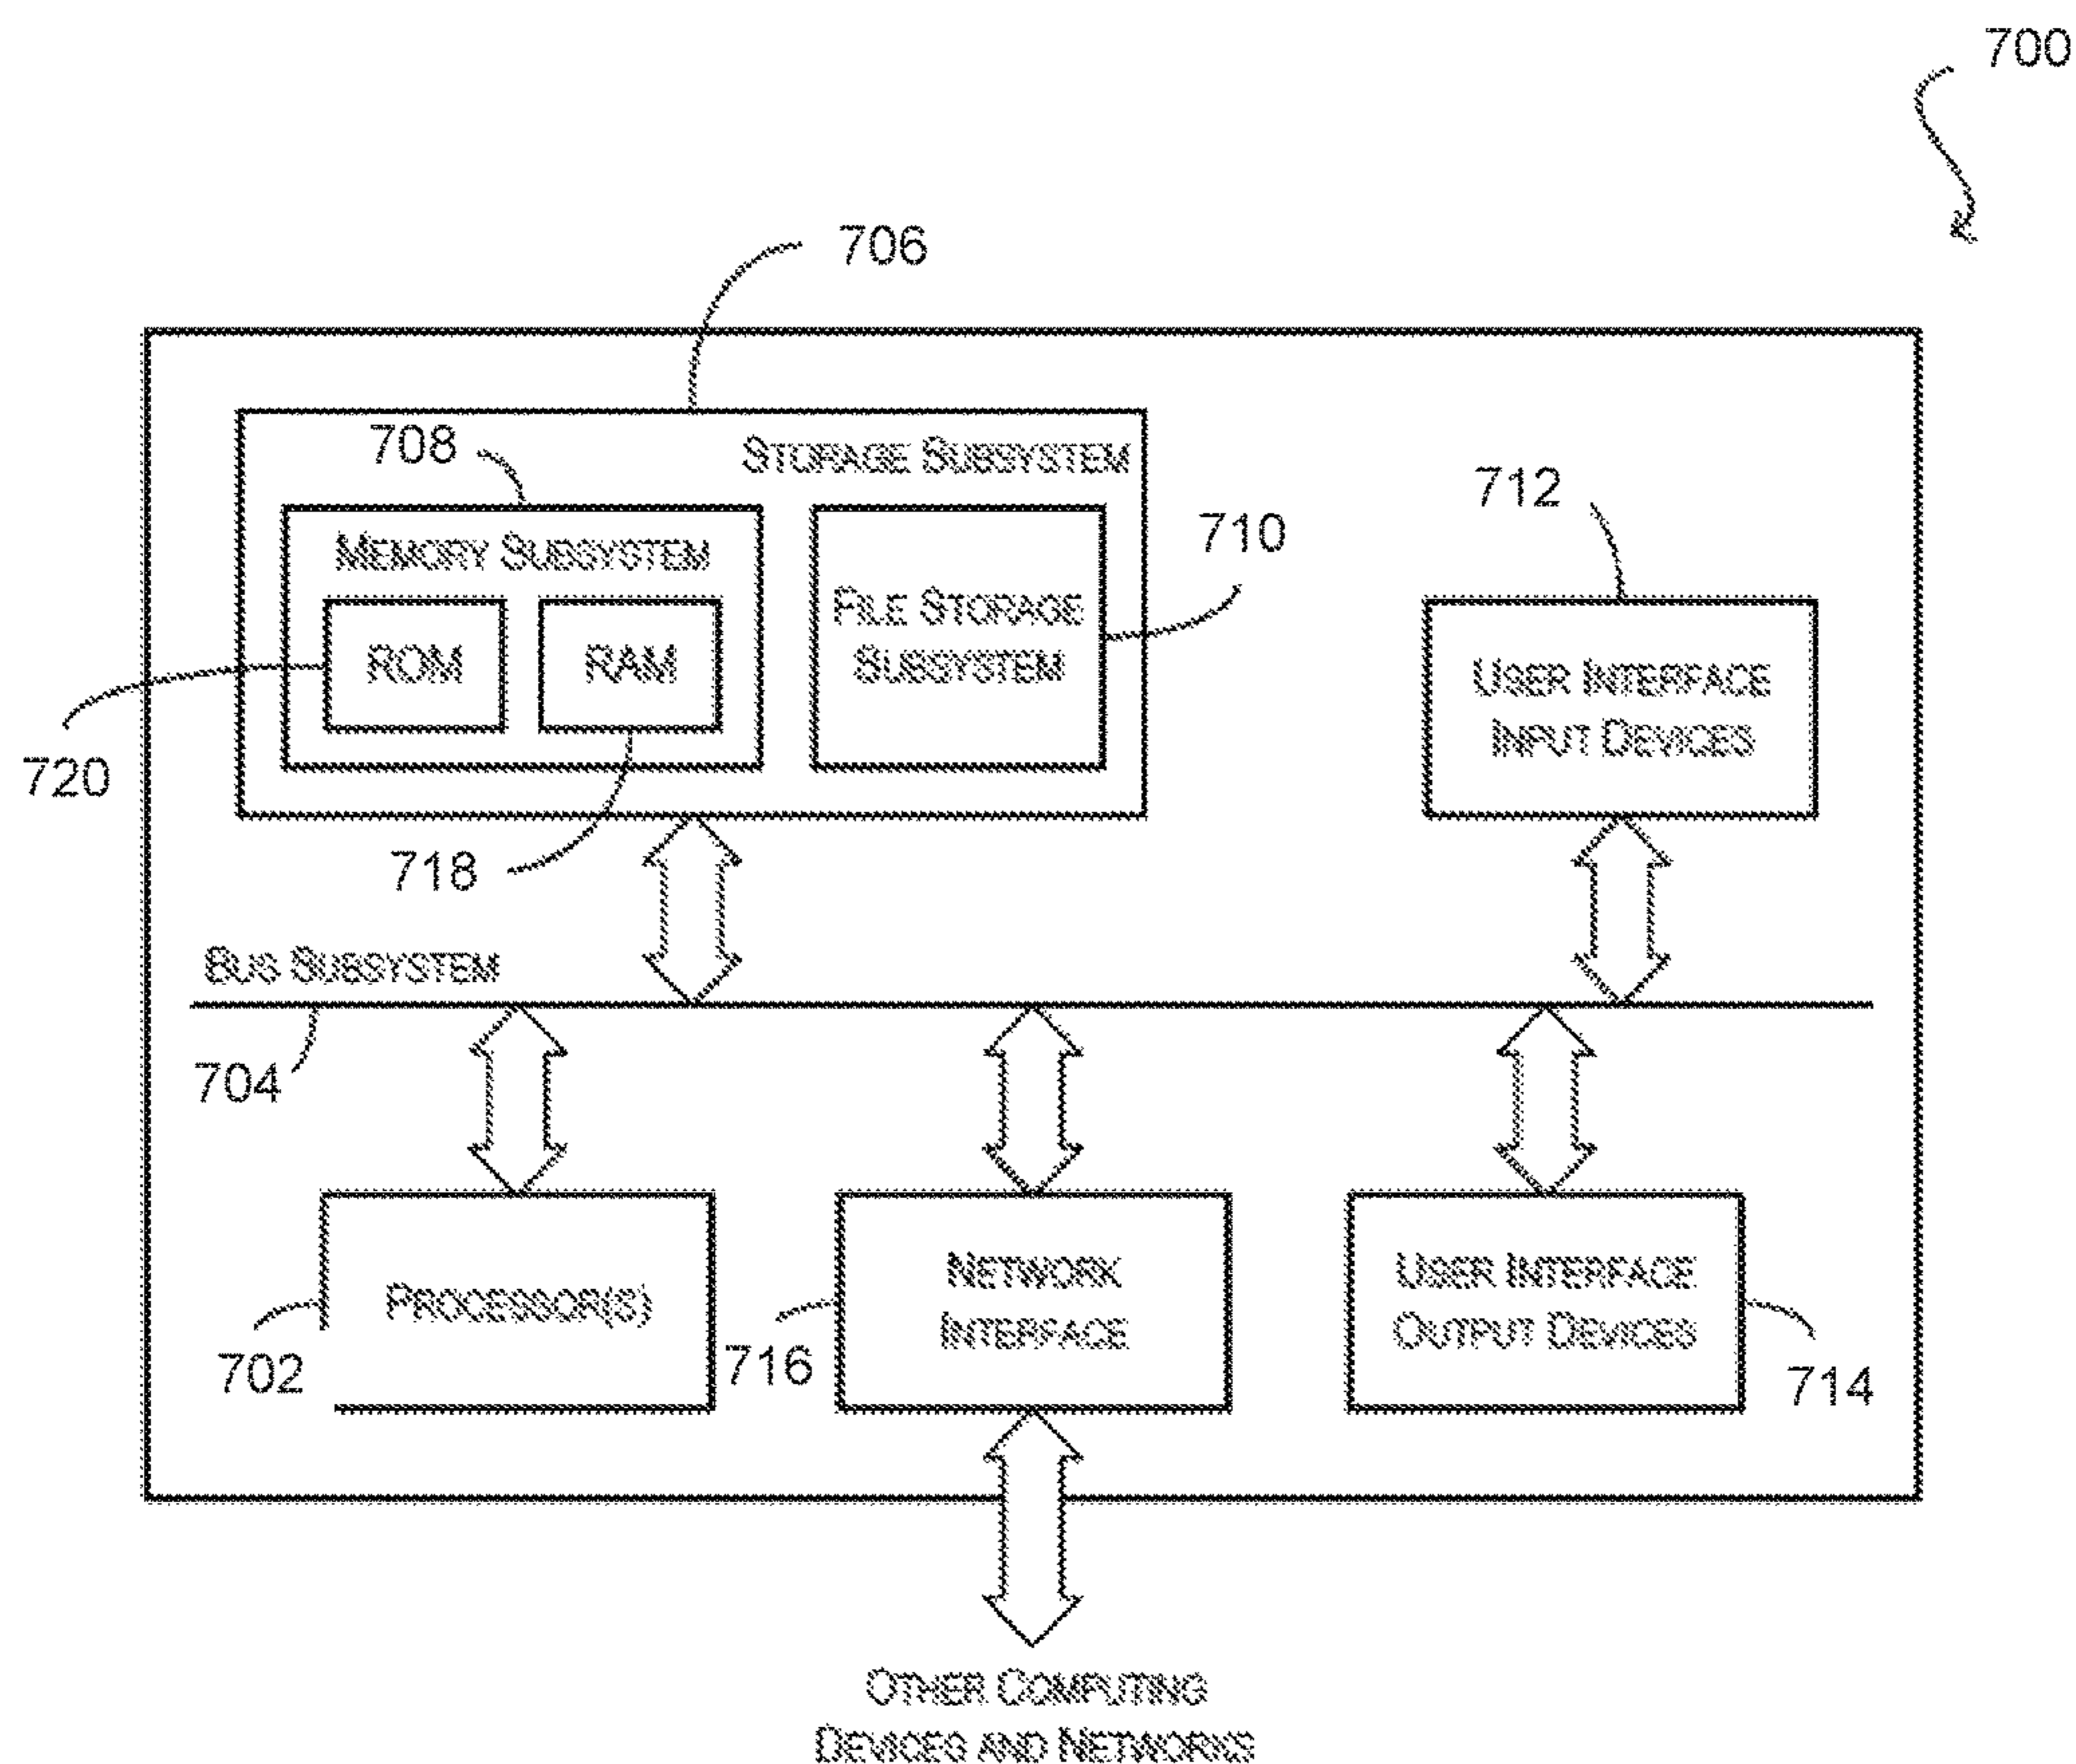 700
706
708
STORAGE SUBSYSTEM
712
710
MEMORY SUBSYSTEM
FILE STORAGE
SUBSYSTEM
ROM
RAM
USER INTERFACE
INPUT DEVICES
720
718
BUS SUBSYSTEM
704
PROCESSOR(S)
NETWORK
INTERFACE
USER INTERFACE
OUTPUT DEVICES
702
716
714
OTHER COMPUTING
DEVICES AND NETWORKS